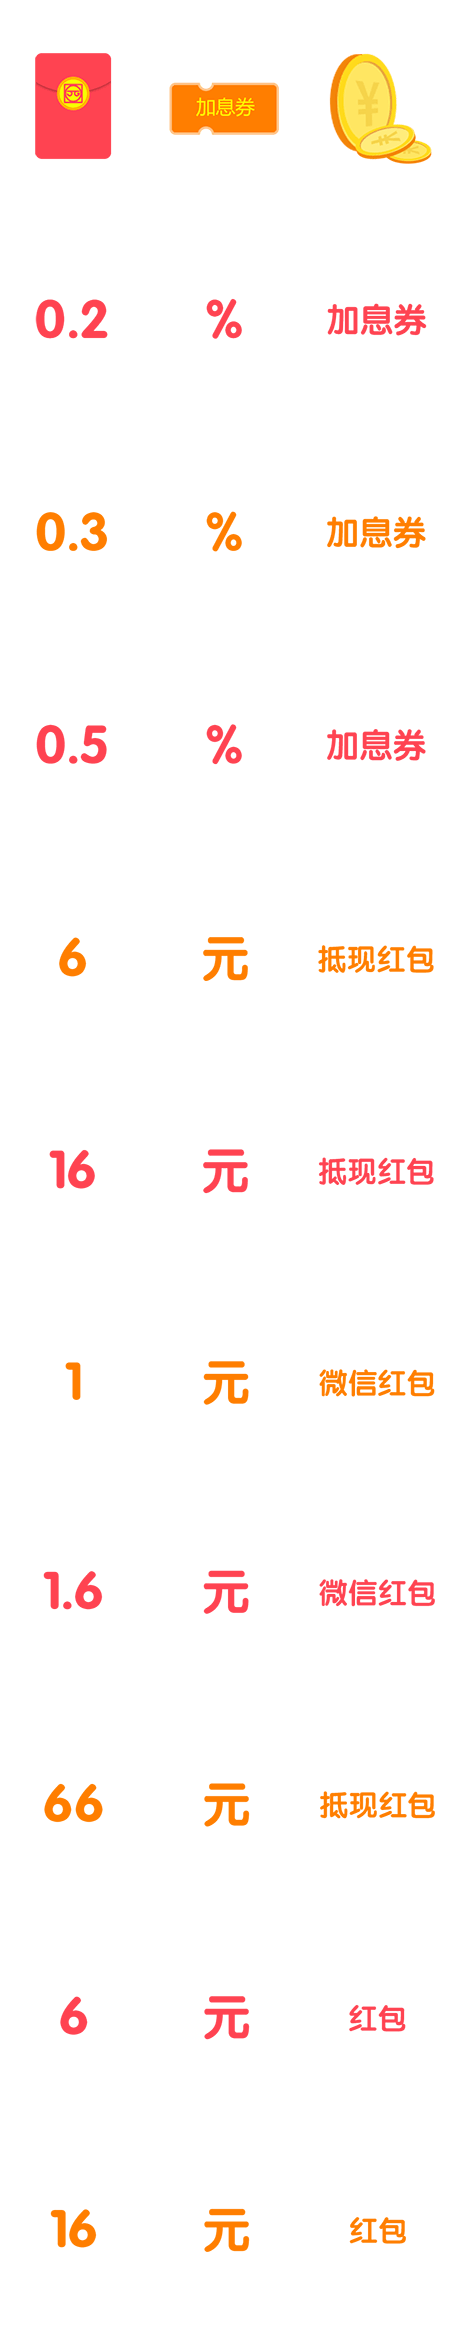 加息券 ¥
0.2 % 加息券
0.3 % 加息券
0.5 % 加息券
6 元 抵现红包
16 元 抵现红包
1 元 微信红包
1.6 元 微信红包
66 元 抵现红包
6 元 红包
16 元 红包